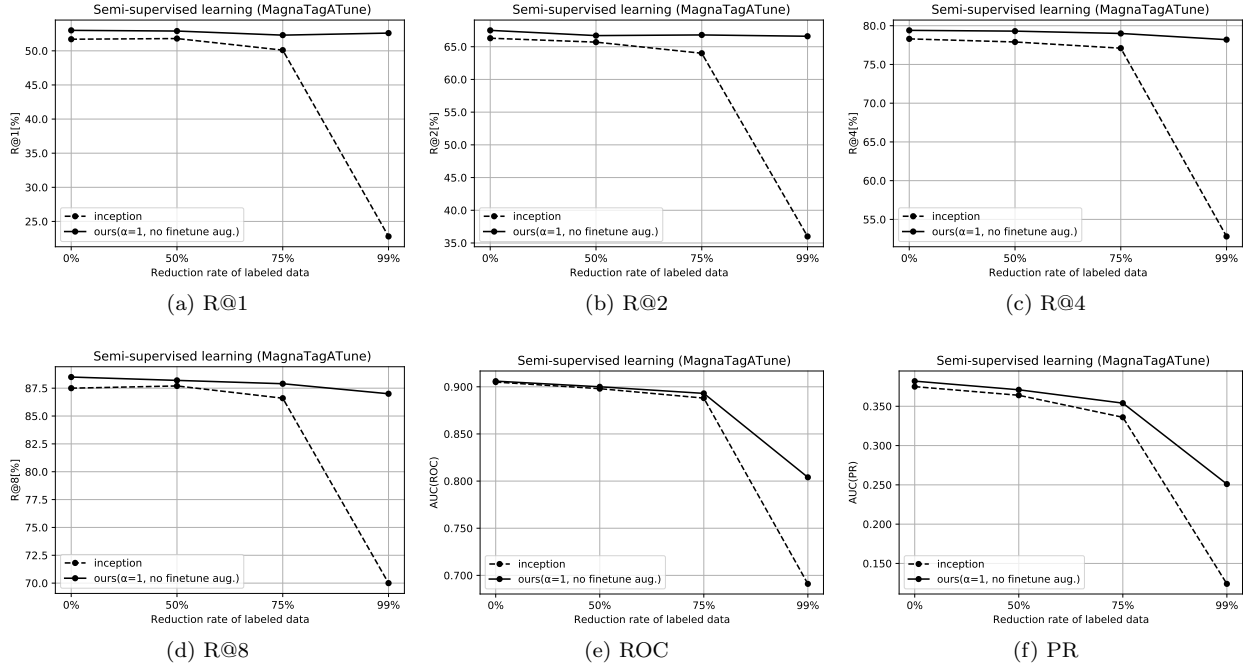 Semi-supervised learning (MagnaTagATune)
50.0
45.0
40.0
35.0
30.0
25.0
R@1[%]
inception
ours(α=1, no finetune aug.)
0% 50% 75% 99%
Reduction rate of labeled data
(a) R@1
Semi-supervised learning (MagnaTagATune)
65.0
60.0
55.0
50.0
45.0
40.0
35.0
R@2[%]
inception
ours(α=1, no finetune aug.)
0% 50% 75% 99%
Reduction rate of labeled data
(b) R@2
Semi-supervised learning (MagnaTagATune)
80.0
75.0
70.0
65.0
60.0
55.0
R@4[%]
inception
ours(α=1, no finetune aug.)
0% 50% 75% 99%
Reduction rate of labeled data
(c) R@4
Semi-supervised learning (MagnaTagATune)
87.5
85.0
82.5
80.0
77.5
75.0
72.5
70.0
R@8[%]
inception
ours(α=1, no finetune aug.)
0% 50% 75% 99%
Reduction rate of labeled data
(d) R@8
Semi-supervised learning (MagnaTagATune)
0.900
0.850
0.800
0.750
0.700
AUC(ROC)
inception
ours(α=1, no finetune aug.)
0% 50% 75% 99%
Reduction rate of labeled data
(e) ROC
Semi-supervised learning (MagnaTagATune)
0.350
0.300
0.250
0.200
0.150
AUC(PR)
inception
ours(α=1, no finetune aug.)
0% 50% 75% 99%
Reduction rate of labeled data
(f) PR